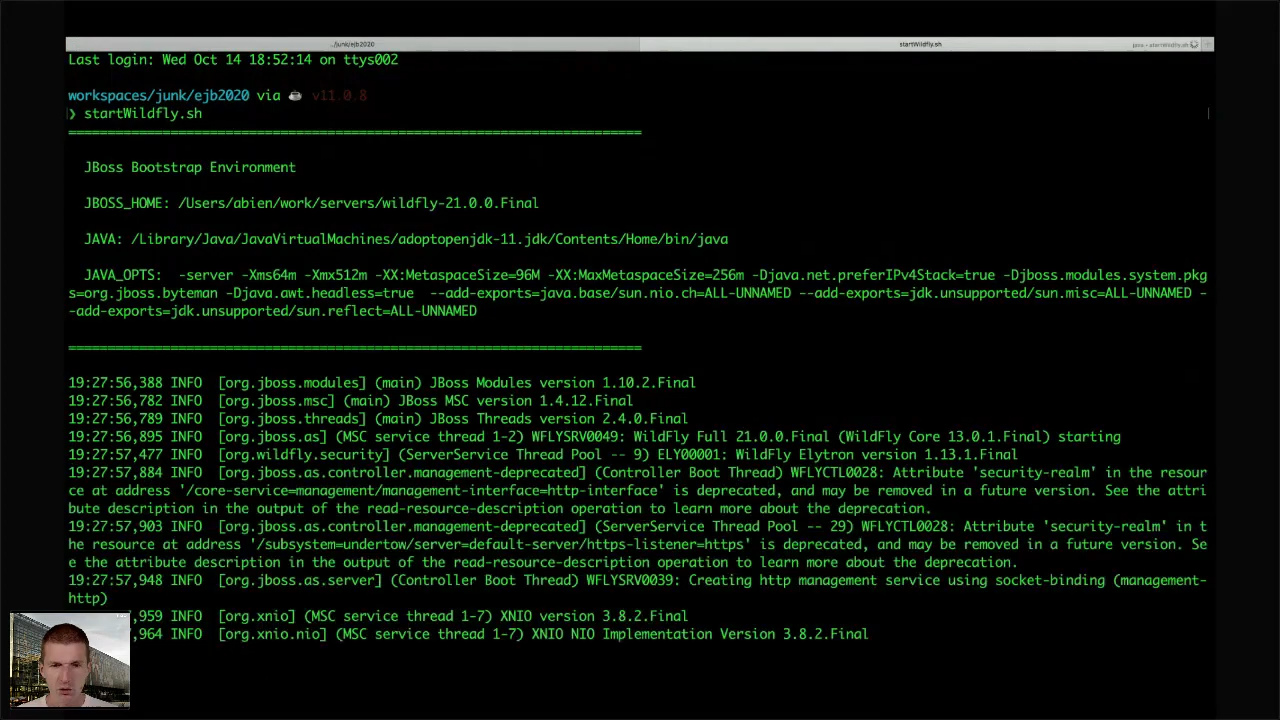 ../junk/ejb2020
startWildfly.sh
java - startWildfly.sh
Last login: Wed Oct 14 18:52:14 on ttys002
workspaces/junk/ejb2020 via ☕ v11.0.8
❯ startWildfly.sh
=========================================================================
JBoss Bootstrap Environment
JBOSS_HOME: /Users/abien/work/servers/wildfly-21.0.0.Final
JAVA: /Library/Java/JavaVirtualMachines/adoptopenjdk-11.jdk/Contents/Home/bin/java
JAVA_OPTS:  -server -Xms64m -Xmx512m -XX:MetaspaceSize=96M -XX:MaxMetaspaceSize=256m -Djava.net.preferIPv4Stack=true -Djboss.modules.system.pkg
s=org.jboss.byteman -Djava.awt.headless=true  --add-exports=java.base/sun.nio.ch=ALL-UNNAMED --add-exports=jdk.unsupported/sun.misc=ALL-UNNAMED -
-add-exports=jdk.unsupported/sun.reflect=ALL-UNNAMED
=========================================================================
19:27:56,388 INFO  [org.jboss.modules] (main) JBoss Modules version 1.10.2.Final
19:27:56,782 INFO  [org.jboss.msc] (main) JBoss MSC version 1.4.12.Final
19:27:56,789 INFO  [org.jboss.threads] (main) JBoss Threads version 2.4.0.Final
19:27:56,895 INFO  [org.jboss.as] (MSC service thread 1-2) WFLYSRV0049: WildFly Full 21.0.0.Final (WildFly Core 13.0.1.Final) starting
19:27:57,477 INFO  [org.wildfly.security] (ServerService Thread Pool -- 9) ELY00001: WildFly Elytron version 1.13.1.Final
19:27:57,884 INFO  [org.jboss.as.controller.management-deprecated] (Controller Boot Thread) WFLYCTL0028: Attribute 'security-realm' in the resour
ce at address '/core-service=management/management-interface=http-interface' is deprecated, and may be removed in a future version. See the attri
bute description in the output of the read-resource-description operation to learn more about the deprecation.
19:27:57,903 INFO  [org.jboss.as.controller.management-deprecated] (ServerService Thread Pool -- 29) WFLYCTL0028: Attribute 'security-realm' in t
he resource at address '/subsystem=undertow/server=default-server/https-listener=https' is deprecated, and may be removed in a future version. Se
e the attribute description in the output of the read-resource-description operation to learn more about the deprecation.
19:27:57,948 INFO  [org.jboss.as.server] (Controller Boot Thread) WFLYSRV0039: Creating http management service using socket-binding (management-
http)
,959 INFO  [org.xnio] (MSC service thread 1-7) XNIO version 3.8.2.Final
,964 INFO  [org.xnio.nio] (MSC service thread 1-7) XNIO NIO Implementation Version 3.8.2.Final